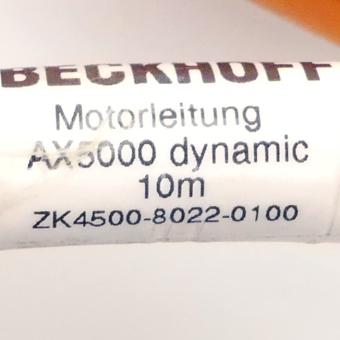 BECKHOFF
Motorleitung
AX5000 dynamic
10m
ZK4500-8022-0100